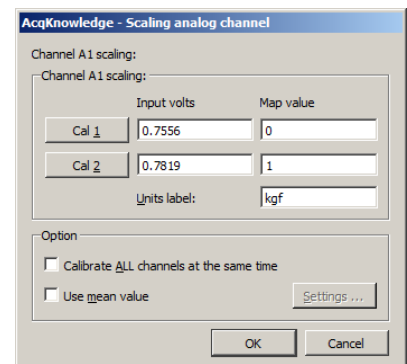 AcqKnowledge - Scaling analog channel
Channel A1 scaling:
Channel A1 scaling:
Input volts Map value
Cal 1 0.7556 0
Cal 2 0.7819 1
Units label: kgf
Option
Calibrate ALL channels at the same time
Use mean value Settings ...
OK Cancel